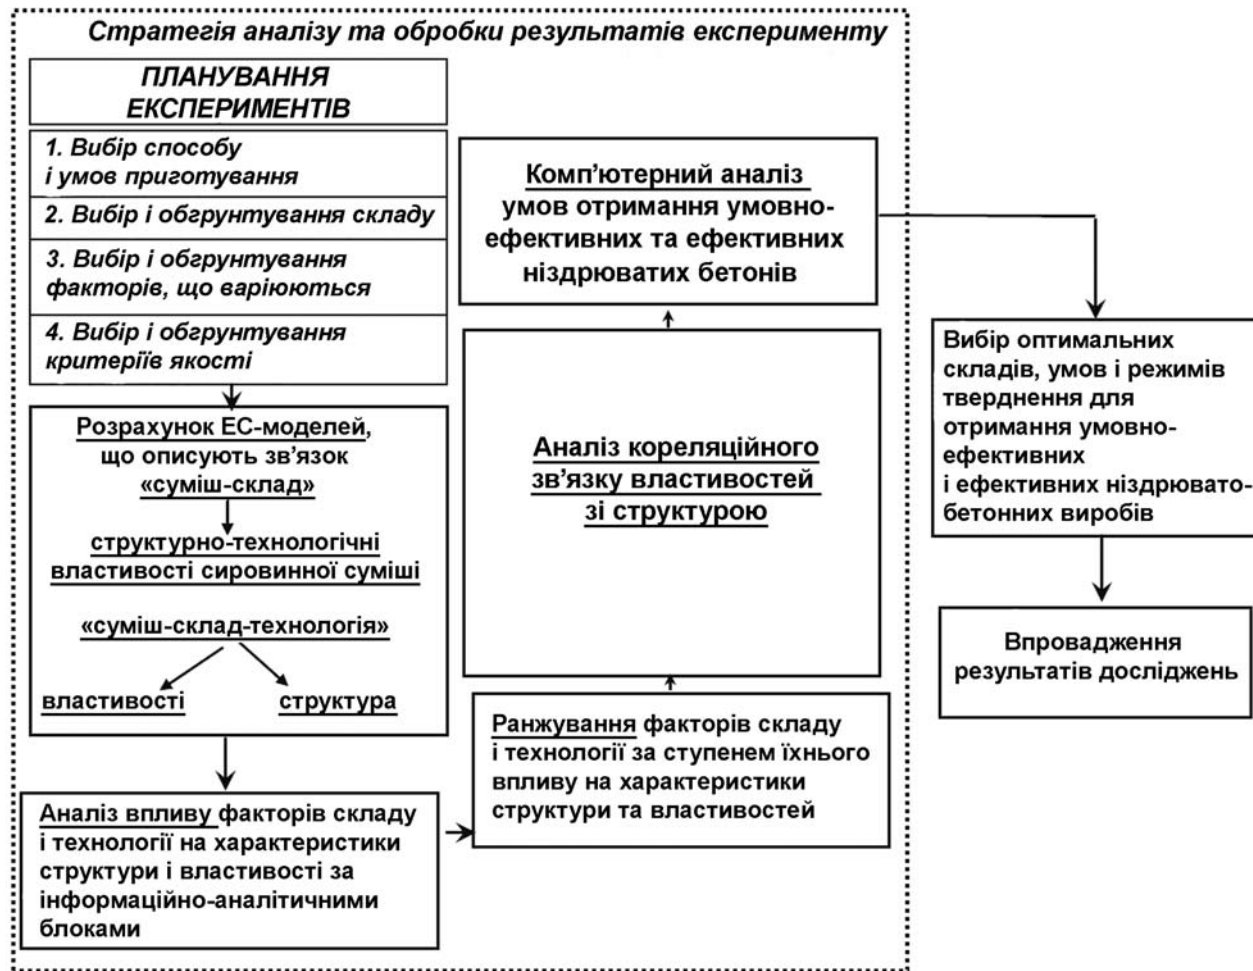 Стратегія аналізу та обробки результатів експерименту
ПЛАНУВАННЯ
ЕКСПЕРИМЕНТІВ
1. Вибір способу
і умов приготування
2. Вибір і обгрунтування складу
3. Вибір і обгрунтування
факторів, що варіюються
4. Вибір і обгрунтування
критеріїв якості
Розрахунок ЕС-моделей,
що описують зв’язок
«суміш-склад»
структурно-технологічні
властивості сировинної суміші
«суміш-склад-технологія»
властивості структура
Аналіз впливу факторів складу
і технології на характеристики
структури і властивості за
інформаційно-аналітичними
блоками
Ранжування факторів складу
і технології за ступенем їхнього
впливу на характеристики
структури та властивостей
Аналіз кореляційного
зв’язку властивостей
зі структурою
Комп’ютерний аналіз
умов отримання умовно-
ефективних та ефективних
ніздрюватих бетонів
Вибір оптимальних
складів, умов і режимів
тверднення для
отримання умовно-
ефективних
і ефективних ніздрювато-
бетонних виробів
Впровадження
результатів досліджень